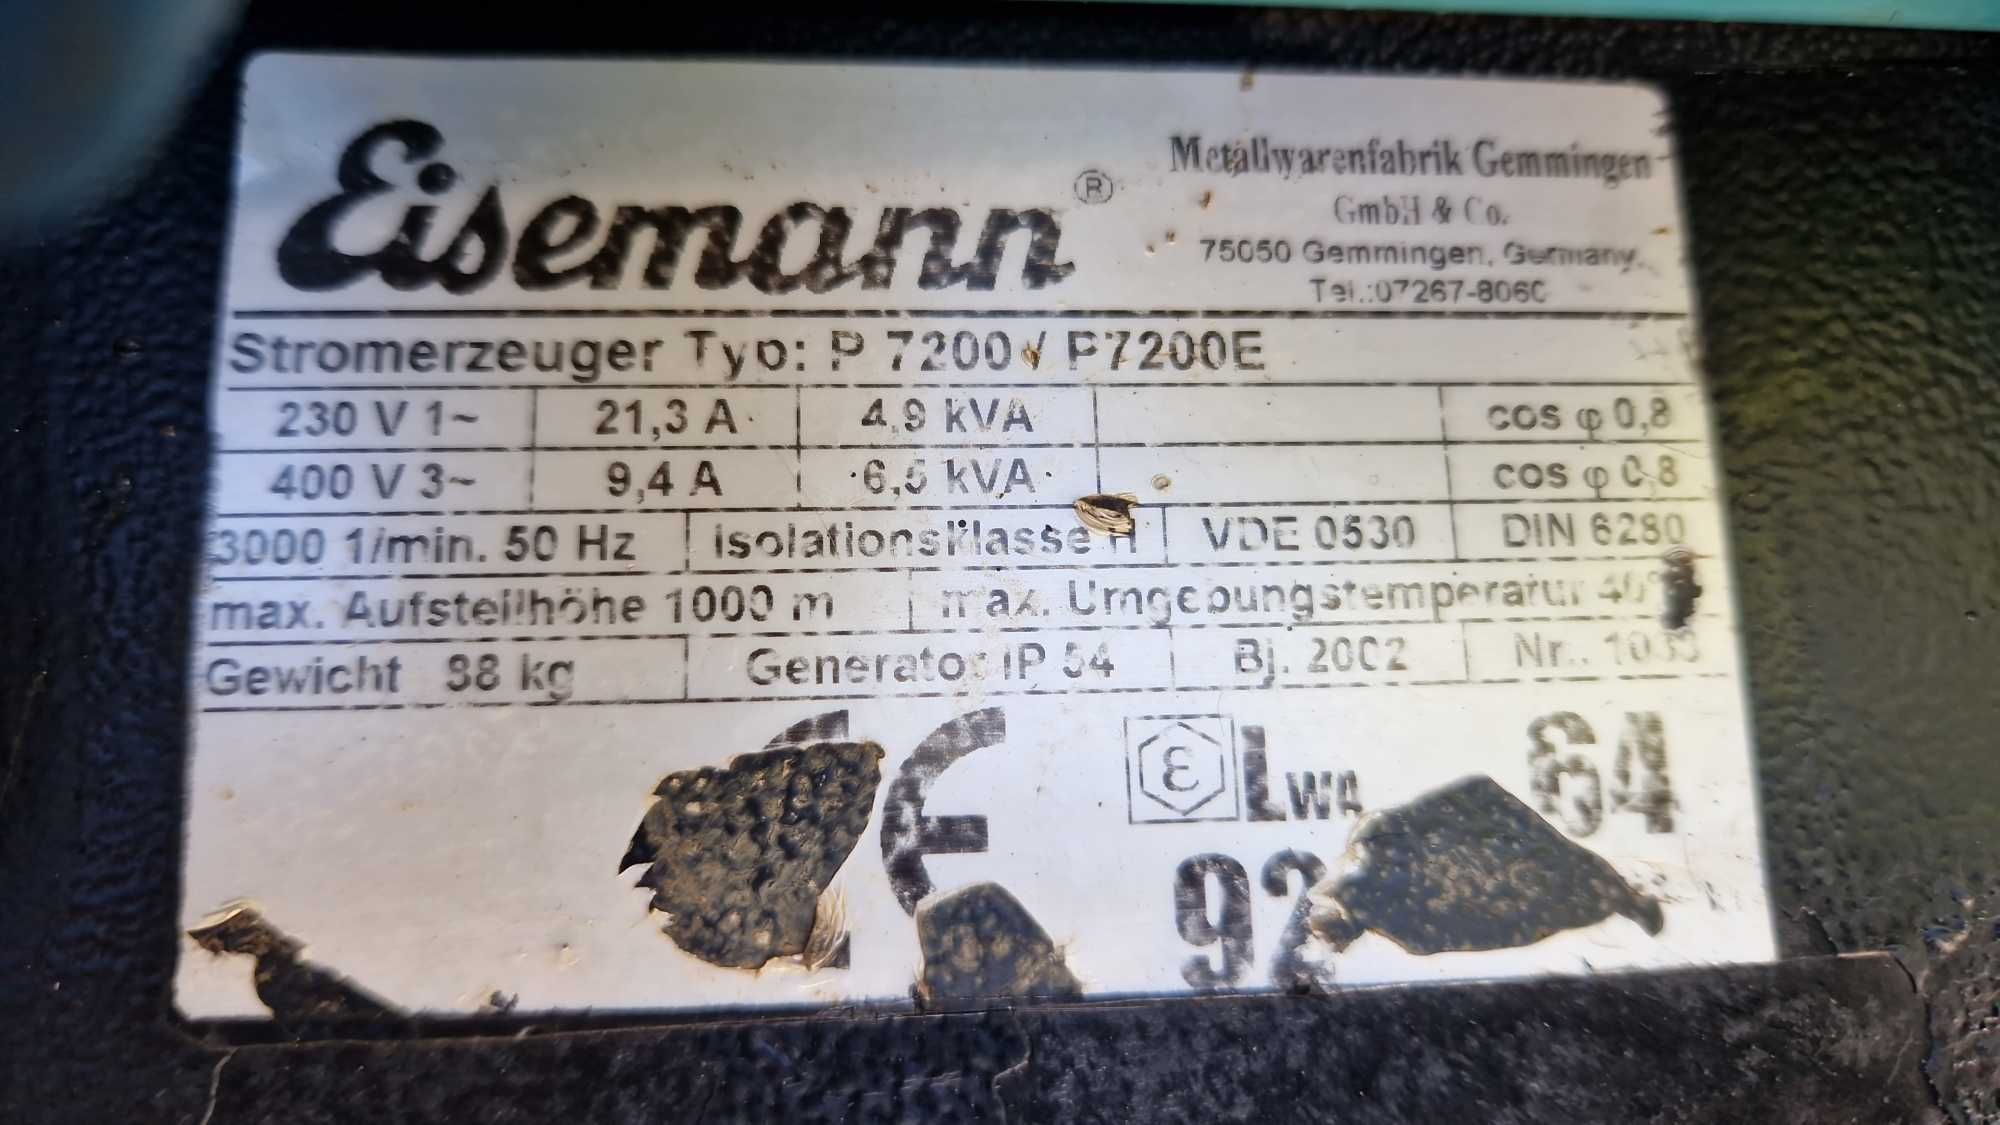 Eisemann ®
Metallwarenfabrik Gemmingen
GmbH & Co.
75050 Gemmingen, Germany
Tel.:07267-8060
Stromerzeuger Typ: P 7200 / P7200E
230 V 1~ 21,3 A 4,9 kVA cos φ 0,8
400 V 3~ 9,4 A 6,5 kVA cos φ 0,8
3000 1/min. 50 Hz Isolationsklasse H VDE 0530 DIN 6280
max. Aufstellhöhe 1000 m max. Umgebungstemperatur 40°
Gewicht kg Generator IP 54 Bj. 2002 Nr.
CE ε LWA 64
92